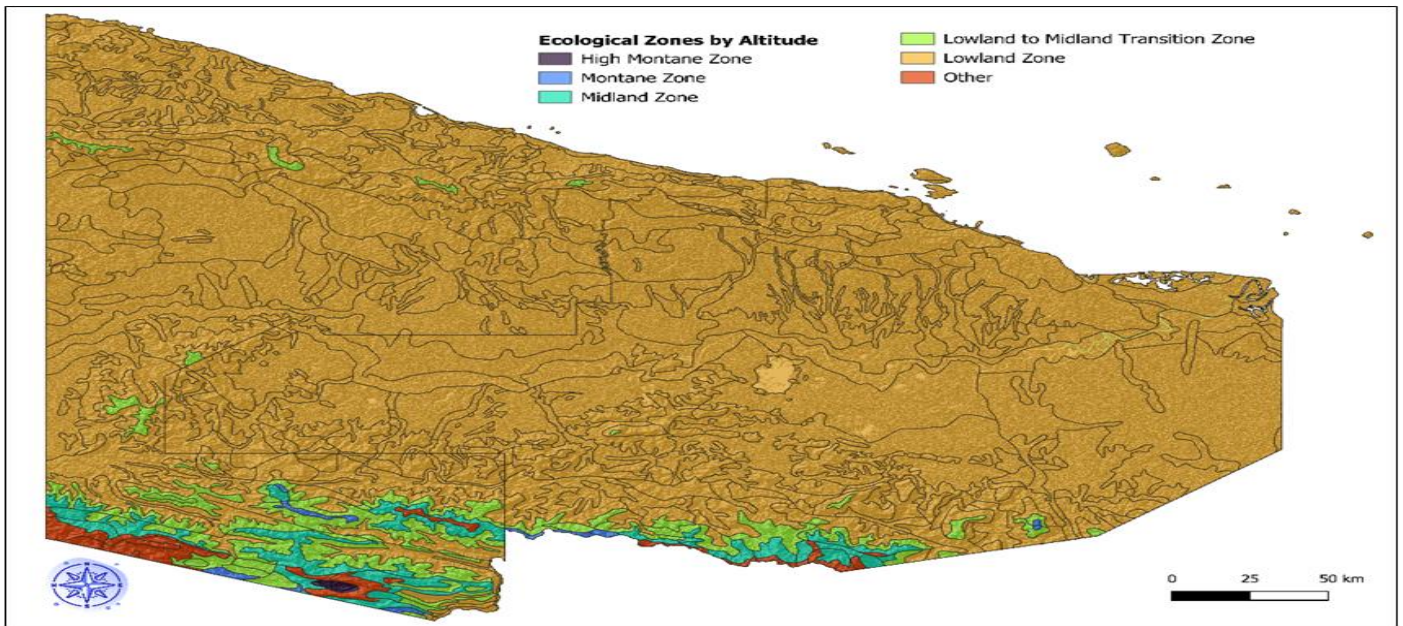 Ecological Zones by Altitude
High Montane Zone
Montane Zone
Midland Zone
Lowland to Midland Transition Zone
Lowland Zone
Other
0 25 50 km